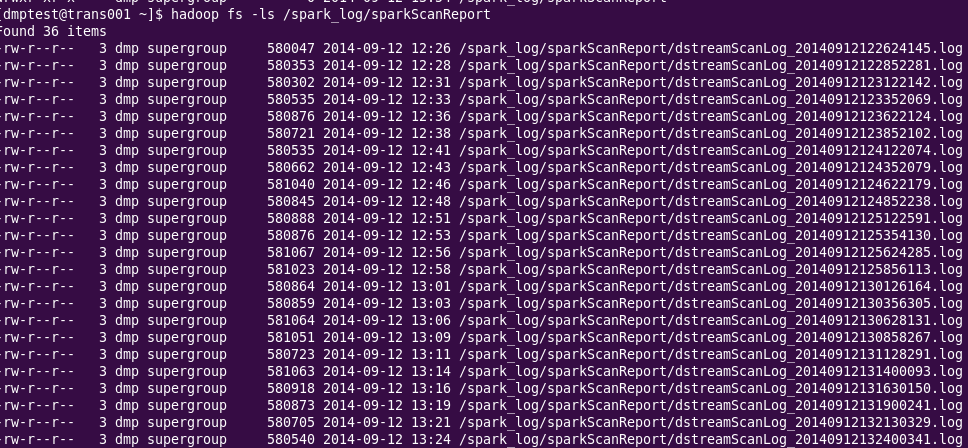 [dmptest@trans001 ~]$ hadoop fs -ls /spark_log/sparkScanReport
Found 36 items
-rw-r--r--   3 dmp supergroup     580047 2014-09-12 12:26 /spark_log/sparkScanReport/dstreamScanLog_20140912122624145.log
-rw-r--r--   3 dmp supergroup     580353 2014-09-12 12:28 /spark_log/sparkScanReport/dstreamScanLog_20140912122852281.log
-rw-r--r--   3 dmp supergroup     580302 2014-09-12 12:31 /spark_log/sparkScanReport/dstreamScanLog_20140912123122142.log
-rw-r--r--   3 dmp supergroup     580535 2014-09-12 12:33 /spark_log/sparkScanReport/dstreamScanLog_20140912123352069.log
-rw-r--r--   3 dmp supergroup     580876 2014-09-12 12:36 /spark_log/sparkScanReport/dstreamScanLog_20140912123622124.log
-rw-r--r--   3 dmp supergroup     580721 2014-09-12 12:38 /spark_log/sparkScanReport/dstreamScanLog_20140912123852102.log
-rw-r--r--   3 dmp supergroup     580535 2014-09-12 12:41 /spark_log/sparkScanReport/dstreamScanLog_20140912124122074.log
-rw-r--r--   3 dmp supergroup     580662 2014-09-12 12:43 /spark_log/sparkScanReport/dstreamScanLog_20140912124352079.log
-rw-r--r--   3 dmp supergroup     581040 2014-09-12 12:46 /spark_log/sparkScanReport/dstreamScanLog_20140912124622179.log
-rw-r--r--   3 dmp supergroup     580845 2014-09-12 12:48 /spark_log/sparkScanReport/dstreamScanLog_20140912124852238.log
-rw-r--r--   3 dmp supergroup     580888 2014-09-12 12:51 /spark_log/sparkScanReport/dstreamScanLog_20140912125122591.log
-rw-r--r--   3 dmp supergroup     580876 2014-09-12 12:53 /spark_log/sparkScanReport/dstreamScanLog_20140912125354130.log
-rw-r--r--   3 dmp supergroup     581067 2014-09-12 12:56 /spark_log/sparkScanReport/dstreamScanLog_20140912125624285.log
-rw-r--r--   3 dmp supergroup     581023 2014-09-12 12:58 /spark_log/sparkScanReport/dstreamScanLog_20140912125856113.log
-rw-r--r--   3 dmp supergroup     580864 2014-09-12 13:01 /spark_log/sparkScanReport/dstreamScanLog_20140912130126164.log
-rw-r--r--   3 dmp supergroup     580859 2014-09-12 13:03 /spark_log/sparkScanReport/dstreamScanLog_20140912130356305.log
-rw-r--r--   3 dmp supergroup     581064 2014-09-12 13:06 /spark_log/sparkScanReport/dstreamScanLog_20140912130628131.log
-rw-r--r--   3 dmp supergroup     581051 2014-09-12 13:09 /spark_log/sparkScanReport/dstreamScanLog_20140912130858267.log
-rw-r--r--   3 dmp supergroup     580723 2014-09-12 13:11 /spark_log/sparkScanReport/dstreamScanLog_20140912131128291.log
-rw-r--r--   3 dmp supergroup     581063 2014-09-12 13:14 /spark_log/sparkScanReport/dstreamScanLog_20140912131400093.log
-rw-r--r--   3 dmp supergroup     580918 2014-09-12 13:16 /spark_log/sparkScanReport/dstreamScanLog_20140912131630150.log
-rw-r--r--   3 dmp supergroup     580873 2014-09-12 13:19 /spark_log/sparkScanReport/dstreamScanLog_20140912131900241.log
-rw-r--r--   3 dmp supergroup     580705 2014-09-12 13:21 /spark_log/sparkScanReport/dstreamScanLog_20140912132130329.log
-rw-r--r--   3 dmp supergroup     580540 2014-09-12 13:24 /spark_log/sparkScanReport/dstreamScanLog_20140912132400341.log